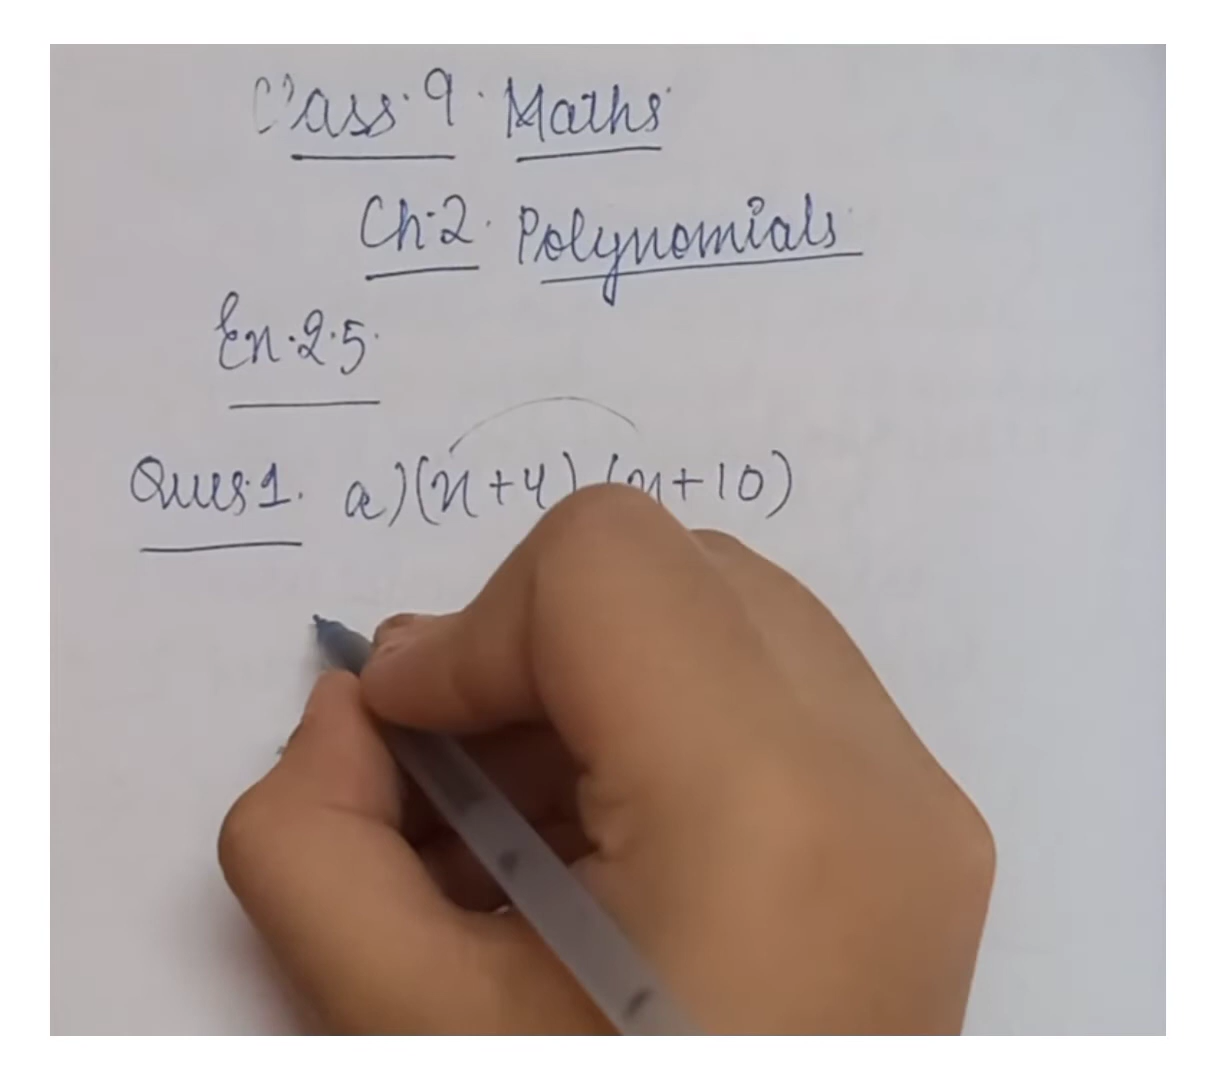 Class 9 Maths
Ch-2. Polynomials
Ex.2.5.
Ques 1. a) (x+4) (x+10)